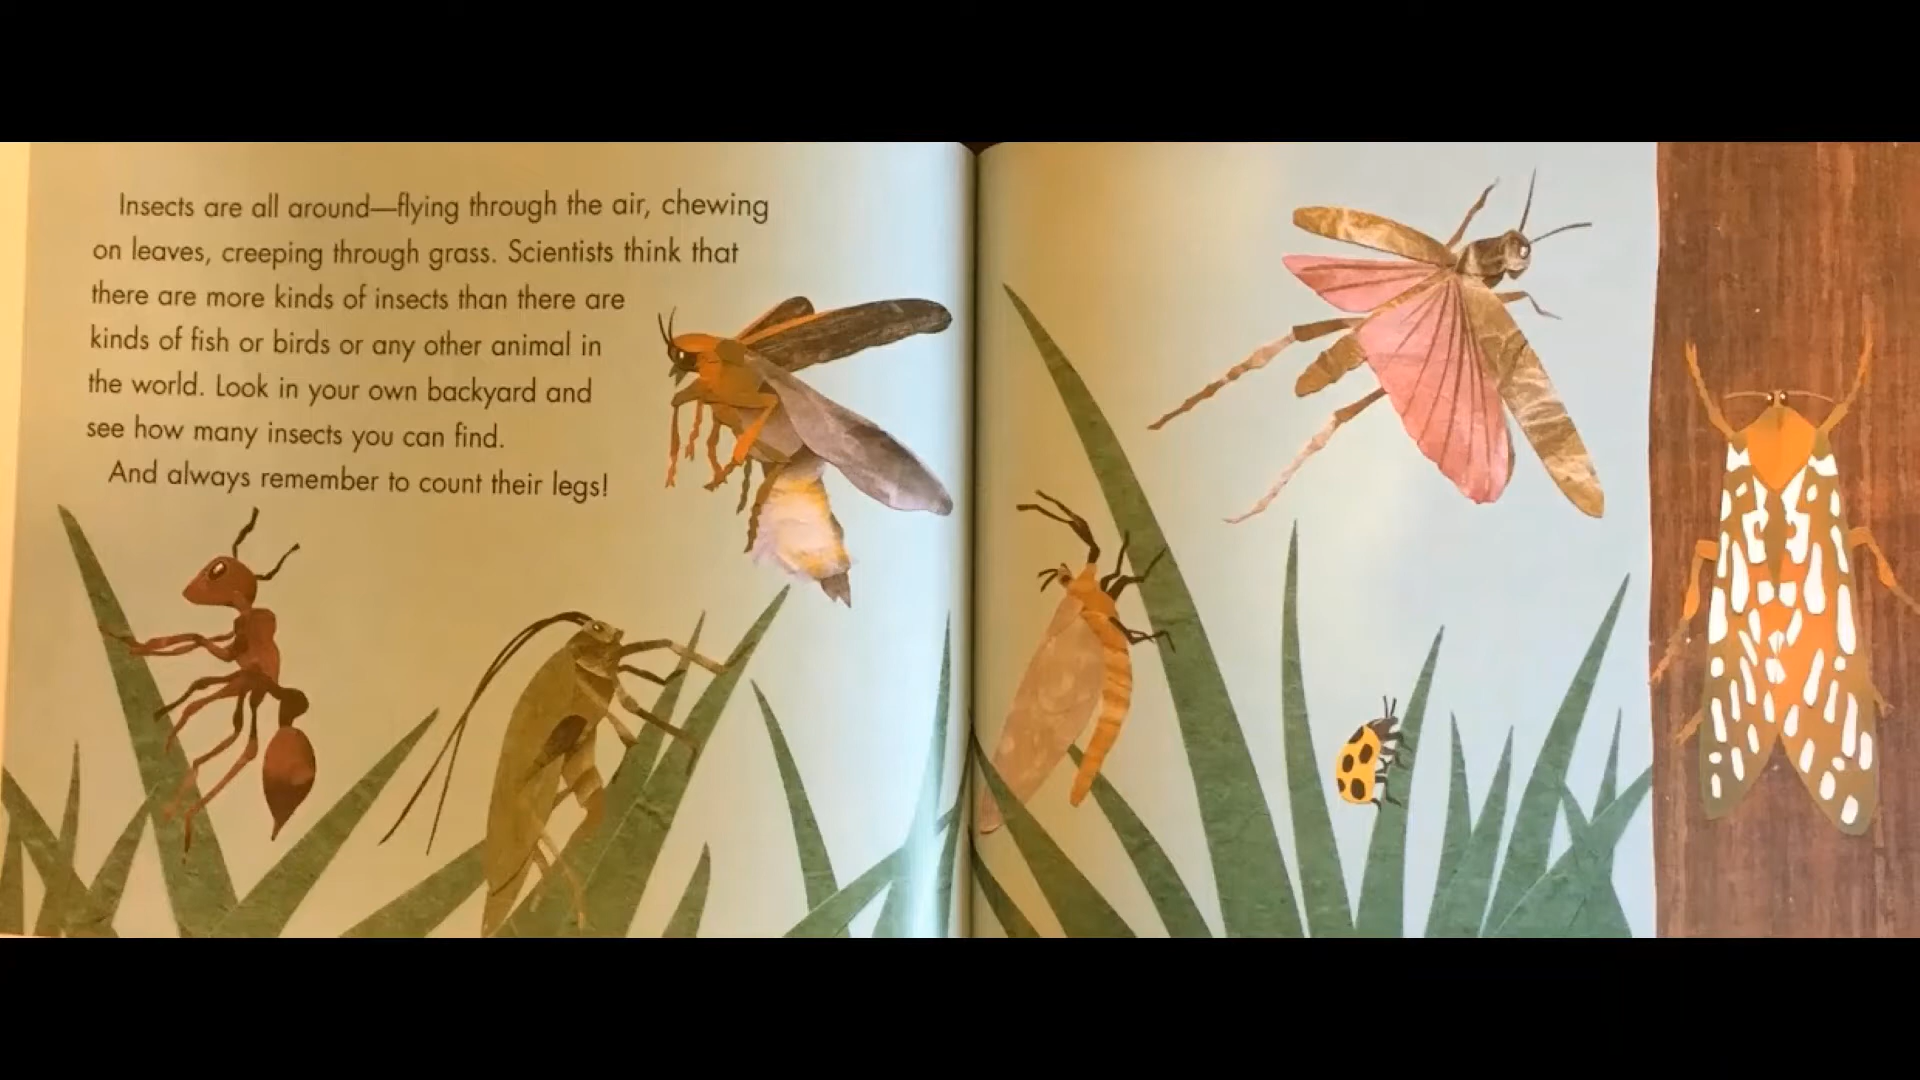 Insects are all around—flying through the air, chewing
on leaves, creeping through grass. Scientists think that
there are more kinds of insects than there are
kinds of fish or birds or any other animal in
the world. Look in your own backyard and
see how many insects you can find.
And always remember to count their legs!